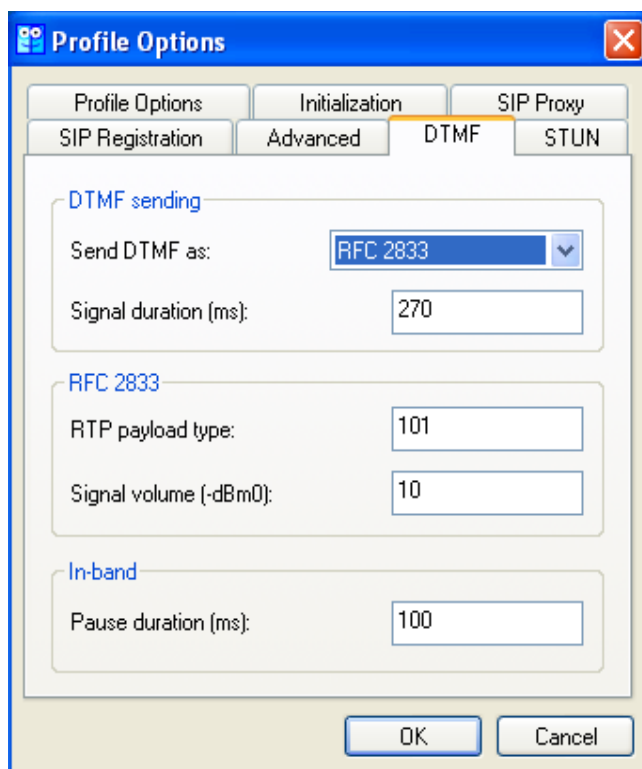 Profile Options
Profile Options Initialization SIP Proxy
SIP Registration Advanced DTMF STUN
DTMF sending
Send DTMF as: RFC 2833
Signal duration (ms): 270
RFC 2833
RTP payload type: 101
Signal volume (-dBm0): 10
In-band
Pause duration (ms): 100
OK Cancel